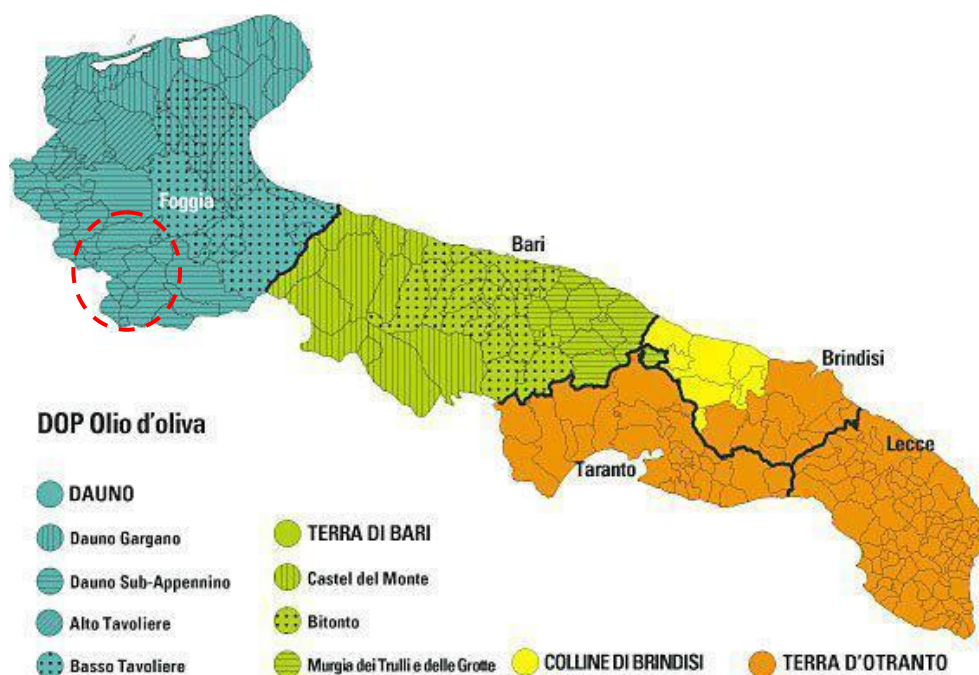 Foggia
Bari
Brindisi
Lecce
Taranto
DOP Olio d'oliva
DAUNO
Dauno Gargano
Dauno Sub-Appennino
Alto Tavoliere
Basso Tavoliere
TERRA DI BARI
Castel del Monte
Bitonto
Murgia dei Trulli e delle Grotte
COLLINE DI BRINDISI
TERRA D'OTRANTO